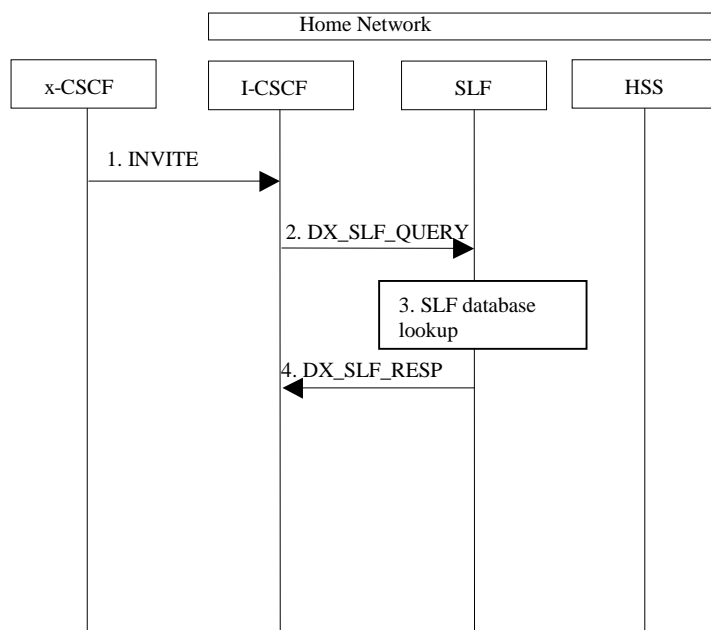 Home Network
x-CSCF
I-CSCF
SLF
HSS
1. INVITE
2. DX_SLF_QUERY
3. SLF database
lookup
4. DX_SLF_RESP